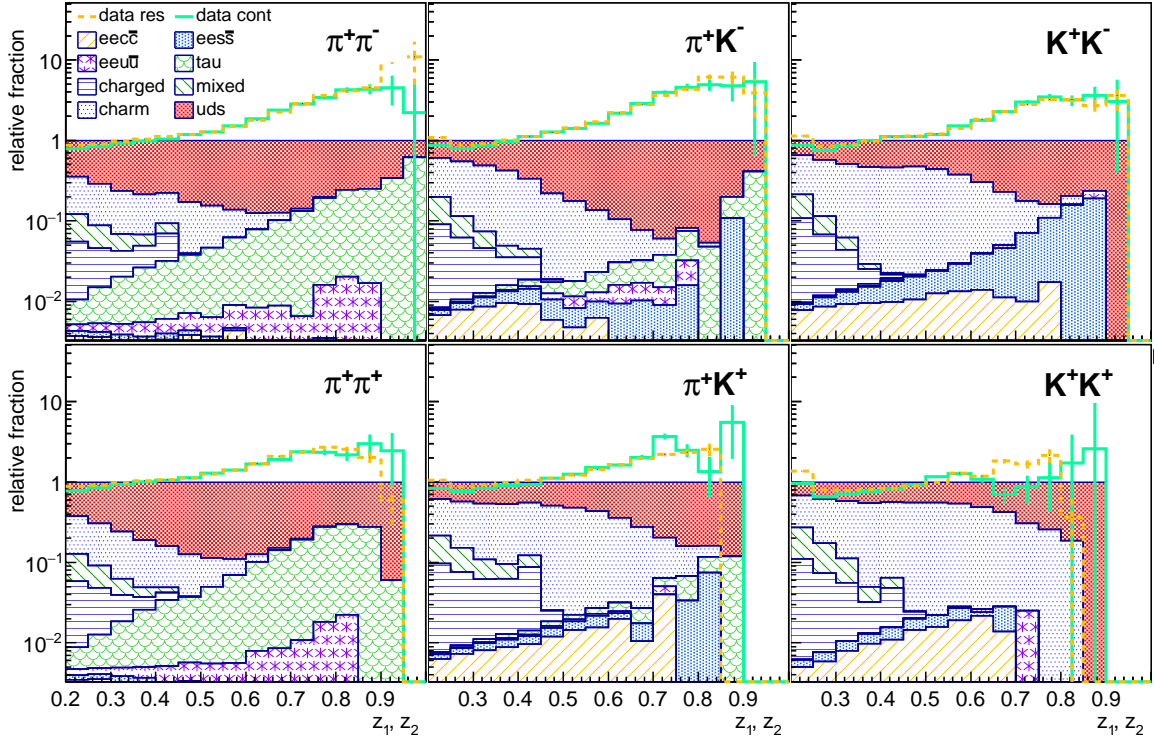 data res data cont
eecc̅ eess̅
eeuu̅ tau
charged mixed
charm uds
π⁺π⁻
π⁺K⁻
K⁺K⁻
relative fraction
10
1
10⁻¹
10⁻²
π⁺π⁺
π⁺K⁺
K⁺K⁺
relative fraction
10
1
10⁻¹
10⁻²
0.2 0.3 0.4 0.5 0.6 0.7 0.8 0.9
0.3 0.4 0.5 0.6 0.7 0.8 0.9
0.3 0.4 0.5 0.6 0.7 0.8 0.9
z₁, z₂
z₁, z₂
z₁, z₂